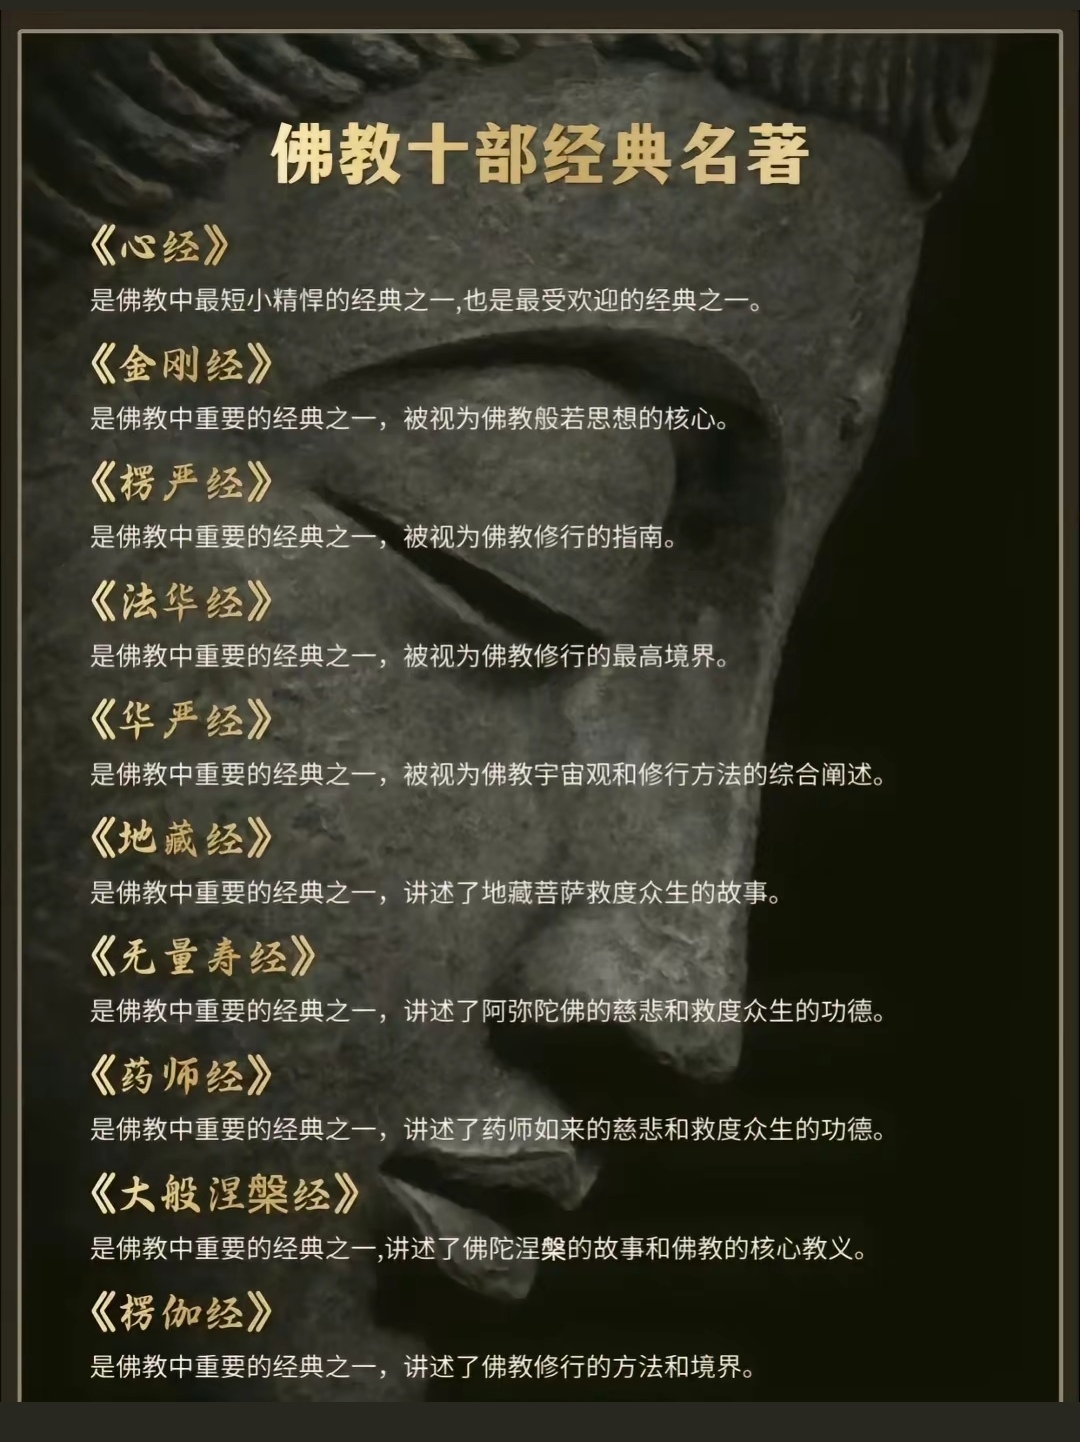 佛教十部经典名著
《心经》
是佛教中最短小精悍的经典之一,也是最受欢迎的经典之一。
《金刚经》
是佛教中重要的经典之一，被视为佛教般若思想的核心。
《楞严经》
是佛教中重要的经典之一，被视为佛教修行的指南。
《法华经》
是佛教中重要的经典之一，被视为佛教修行的最高境界。
《华严经》
是佛教中重要的经典之一，被视为佛教宇宙观和修行方法的综合阐述。
《地藏经》
是佛教中重要的经典之一，讲述了地藏菩萨救度众生的故事。
《无量寿经》
是佛教中重要的经典之一，讲述了阿弥陀佛的慈悲和救度众生的功德。
《药师经》
是佛教中重要的经典之一，讲述了药师如来的慈悲和救度众生的功德。
《大般涅槃经》
是佛教中重要的经典之一,讲述了佛陀涅槃的故事和佛教的核心教义。
《楞伽经》
是佛教中重要的经典之一，讲述了佛教修行的方法和境界。